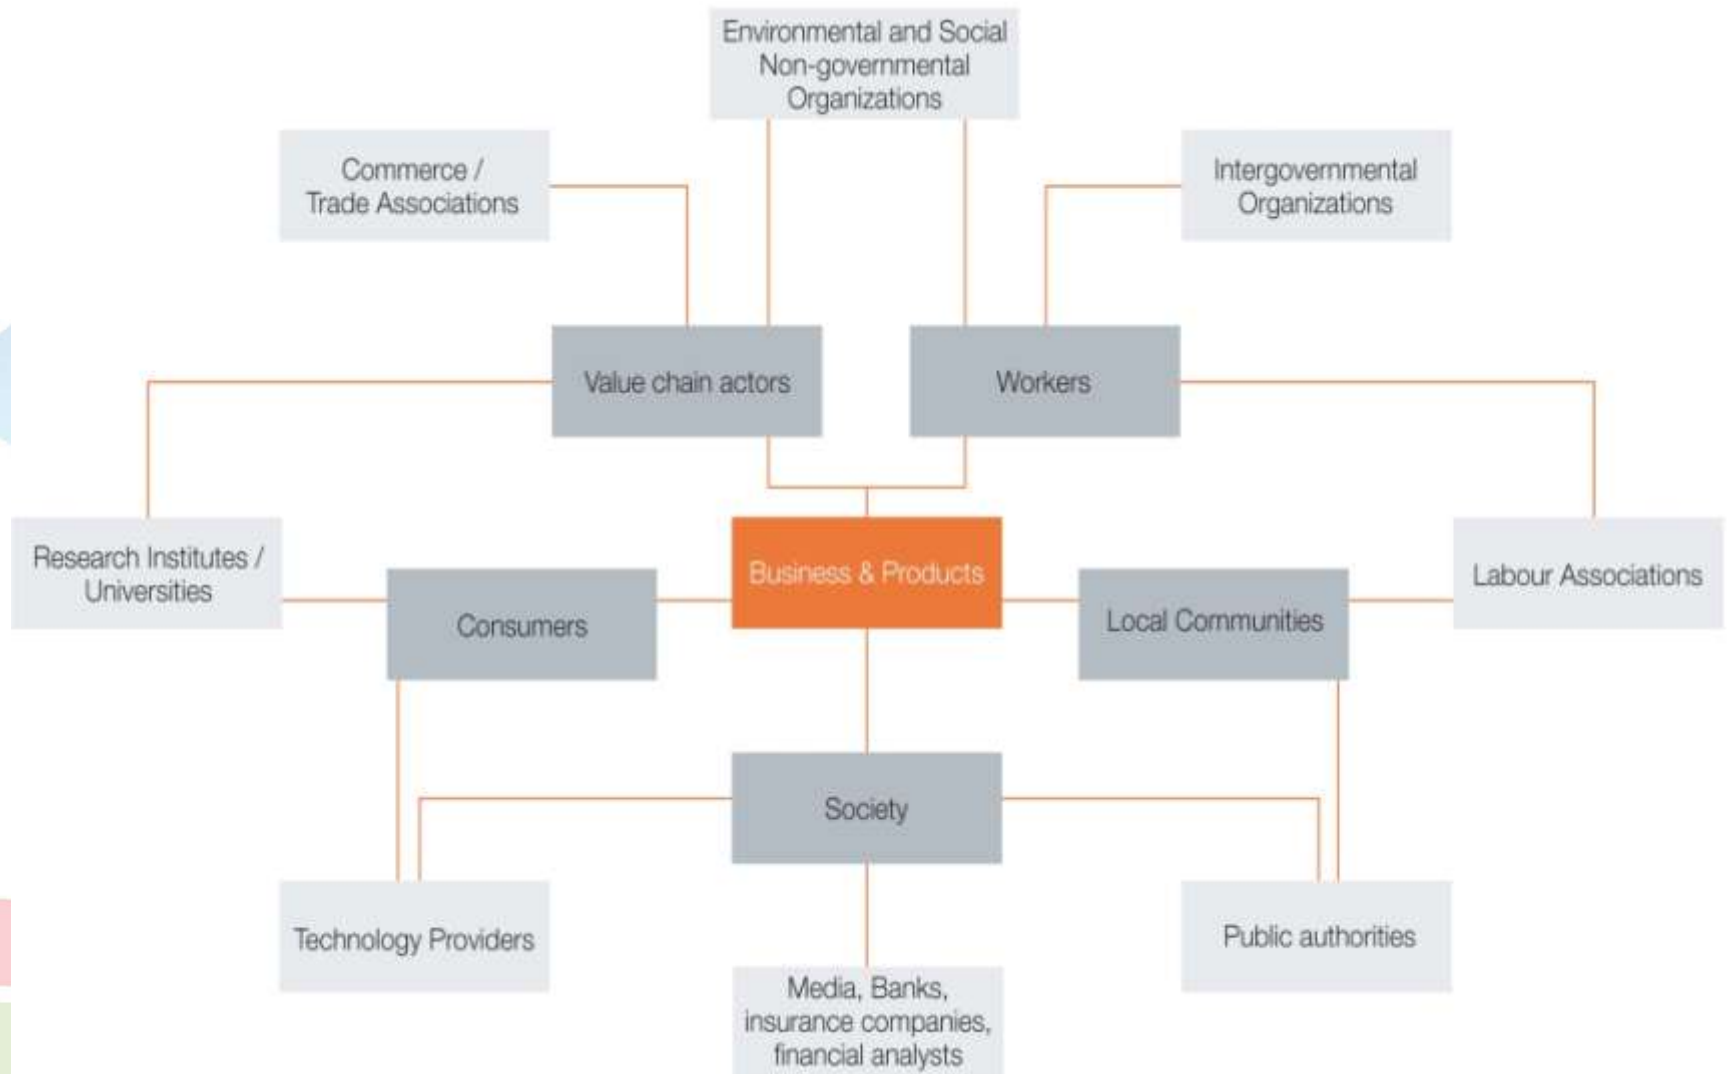 Environmental and Social
Non-governmental
Organizations
Commerce /
Trade Associations
Intergovernmental
Organizations
Value chain actors
Workers
Research Institutes /
Universities
Business & Products
Labour Associations
Consumers
Local Communities
Society
Technology Providers
Public authorities
Media, Banks,
insurance companies,
financial analysts